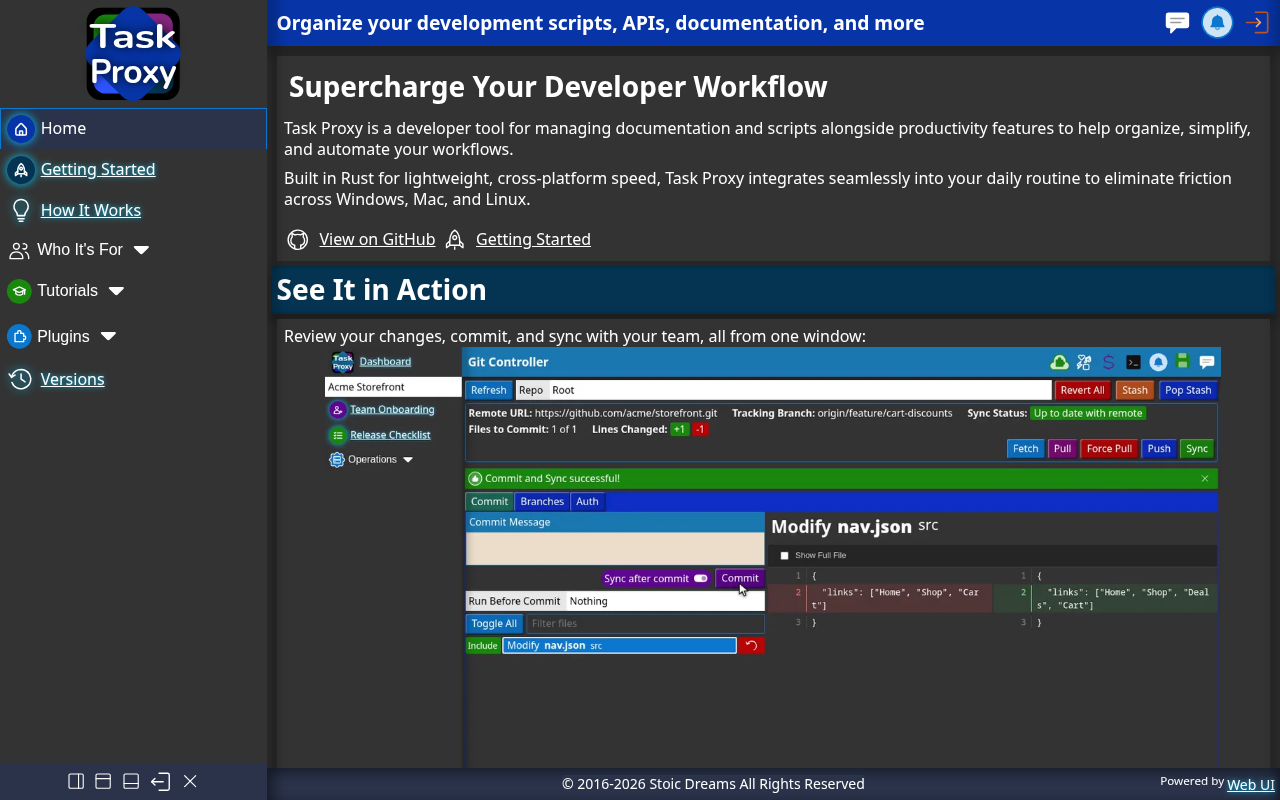 Task
Proxy
Home
Getting Started
How It Works
Who It's For
Tutorials
Plugins
Versions
Organize your development scripts, APIs, documentation, and more
Supercharge Your Developer Workflow
Task Proxy is a developer tool for managing documentation and scripts alongside productivity features to help organize, simplify,
and automate your workflows.
Built in Rust for lightweight, cross-platform speed, Task Proxy integrates seamlessly into your daily routine to eliminate friction
across Windows, Mac, and Linux.
View on GitHub Getting Started
See It in Action
Review your changes, commit, and sync with your team, all from one window:
Task
Proxy
Dashboard
Acme Storefront
Team Onboarding
Release Checklist
Operations
Git Controller
Refresh Repo Root Revert All Stash Pop Stash
Remote URL: https://github.com/acme/storefront.git Tracking Branch: origin/feature/cart-discounts Sync Status: Up to date with remote
Files to Commit: 1 of 1 Lines Changed: +1 -1
Fetch Pull Force Pull Push Sync
Commit and Sync successful!
Commit Branches Auth
Commit Message
Sync after commit Commit
Run Before Commit Nothing
Toggle All Filter files
Include Modify nav.json src
Modify nav.json src
Show Full File
1 {
2 "links": ["Home", "Shop", "Car
t"]
3 }
1 {
2 "links": ["Home", "Shop", "Deal
s", "Cart"]
3 }
© 2016-2026 Stoic Dreams All Rights Reserved
Powered by Web UI